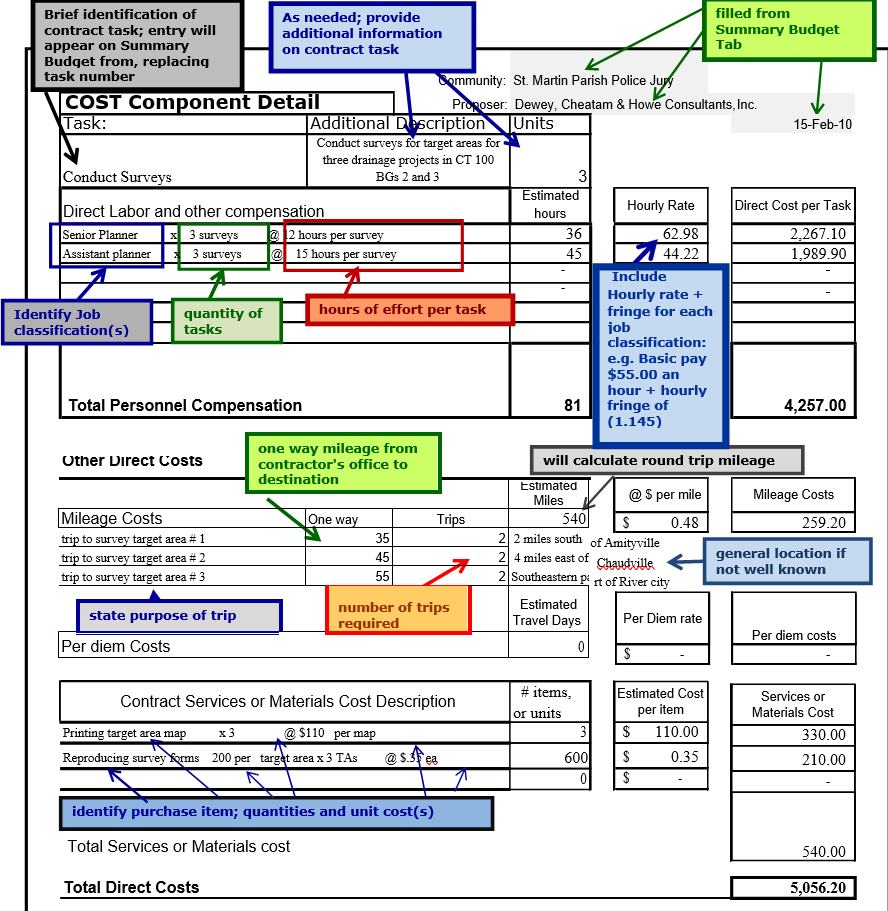 Brief identification of
contract task; entry will
appear on Summary
Budget from, replacing
task number
As needed; provide
additional information
on contract task
filled from
Summary Budget
Tab
Community: St. Martin Parish Police Jury
COST Component Detail
Proposer: Dewey, Cheatam & Howe Consultants, Inc.
15-Feb-10
Task: Additional Description Units
Conduct surveys for target areas for
three drainage projects in CT 100
BGs 2 and 3
Conduct Surveys 3
Direct Labor and other compensation Estimated hours Hourly Rate Direct Cost per Task
Senior Planner x 3 surveys @ 12 hours per survey 36 62.98 2,267.10
Assistant planner x 3 surveys @ 15 hours per survey 45 44.22 1,989.90
- -
- -
Identify Job
classification(s)
quantity of
tasks
hours of effort per task
Include
Hourly rate +
fringe for each
job
classification:
e.g. Basic pay
$55.00 an
hour + hourly
fringe of
(1.145)
Total Personnel Compensation 81 4,257.00
Other Direct Costs
one way mileage from
contractor's office to
destination
will calculate round trip mileage
Estimated
Miles @ $ per mile Mileage Costs
Mileage Costs One way Trips 540 $ 0.48 259.20
trip to survey target area # 1 35 2 2 miles south of Amityville
trip to survey target area # 2 45 2 4 miles east of Chaudville
trip to survey target area # 3 55 2 Southeastern part of River city
general location if
not well known
state purpose of trip
number of trips
required
Estimated
Travel Days Per Diem rate Per diem costs
Per diem Costs 0 $ - -
Contract Services or Materials Cost Description # items,
or units Estimated Cost
per item Services or
Materials Cost
Printing target area map x 3 @ $110 per map 3 $ 110.00 330.00
Reproducing survey forms 200 per target area x 3 TAs @ $.35 ea 600 $ 0.35 210.00
0 $ - -
identify purchase item; quantities and unit cost(s)
Total Services or Materials cost 540.00
Total Direct Costs 5,056.20